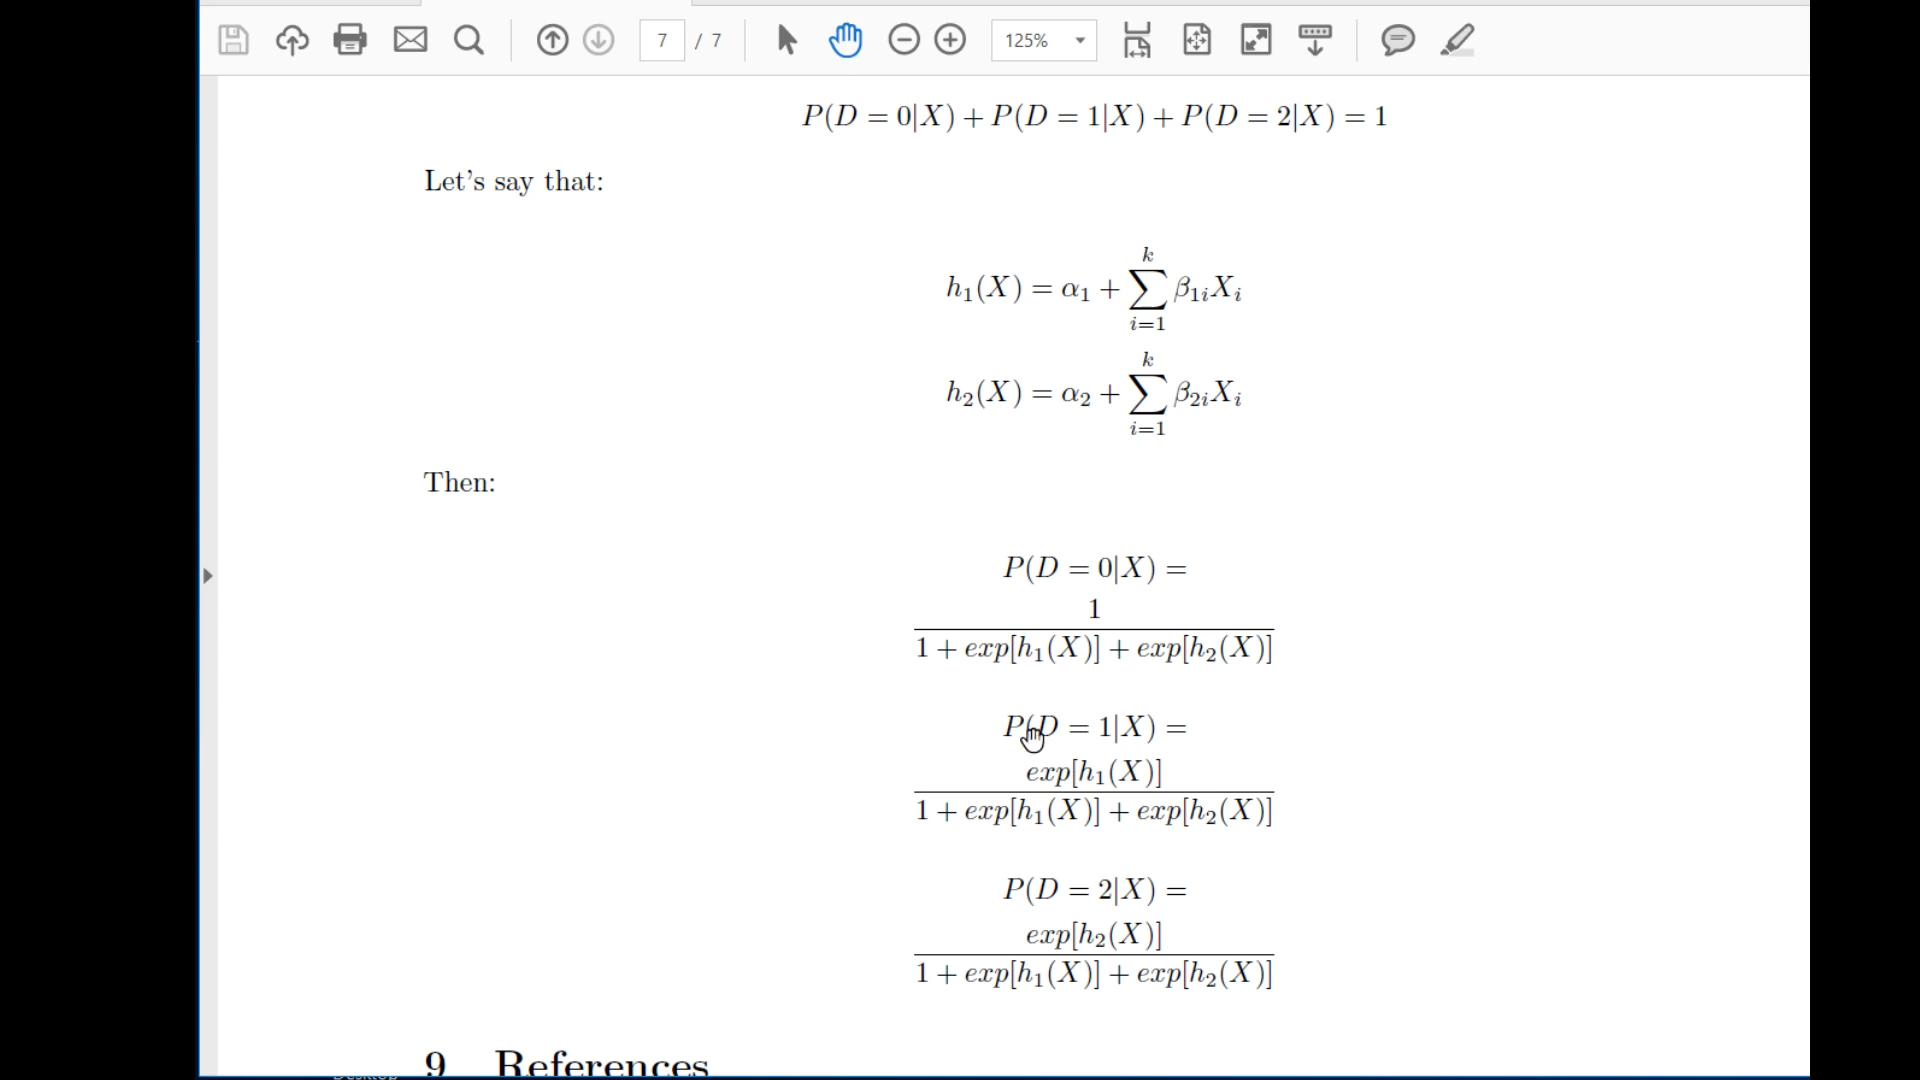 7 / 7 125%
P(D = 0|X) + P(D = 1|X) + P(D = 2|X) = 1
Let's say that:
h₁(X) = α₁ + ∑_{i=1}^{k} β₁ᵢXᵢ
h₂(X) = α₂ + ∑_{i=1}^{k} β₂ᵢXᵢ
Then:
P(D = 0|X) =
1
1 + exp[h₁(X)] + exp[h₂(X)]
P(D = 1|X) =
exp[h₁(X)]
1 + exp[h₁(X)] + exp[h₂(X)]
P(D = 2|X) =
exp[h₂(X)]
1 + exp[h₁(X)] + exp[h₂(X)]
9 References